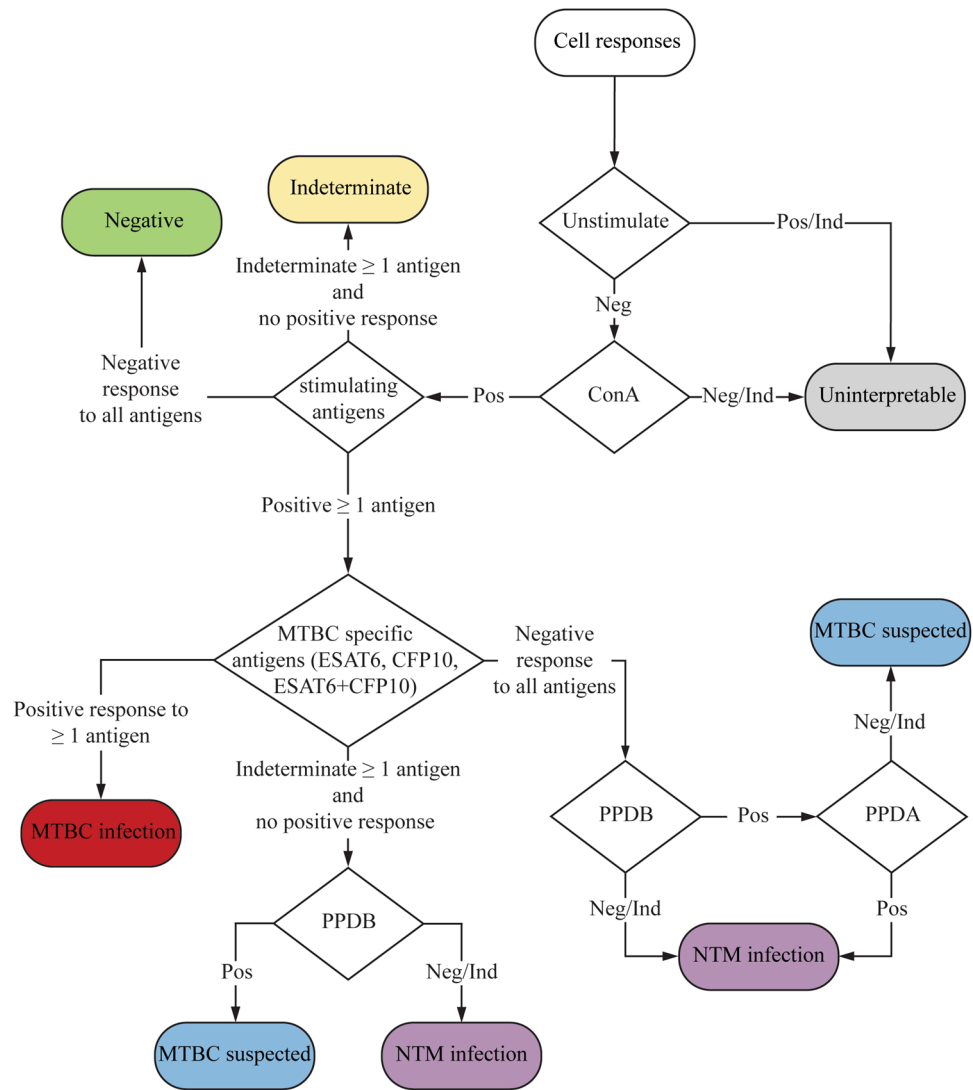 Cell responses
Unstimulate
Pos/Ind
Neg
ConA
Neg/Ind
Uninterpretable
Pos
Indeterminate
Negative
Indeterminate ≥ 1 antigen
and
no positive response
Negative
response
to all antigens
stimulating
antigens
Positive ≥ 1 antigen
MTBC specific
antigens (ESAT6, CFP10,
ESAT6+CFP10)
Negative
response
to all antigens
MTBC suspected
Neg/Ind
Positive response to
≥ 1 antigen
MTBC infection
Indeterminate ≥ 1 antigen
and
no positive response
PPDB
Pos
PPDA
Neg/Ind
Pos
NTM infection
PPDB
Pos
Neg/Ind
MTBC suspected
NTM infection